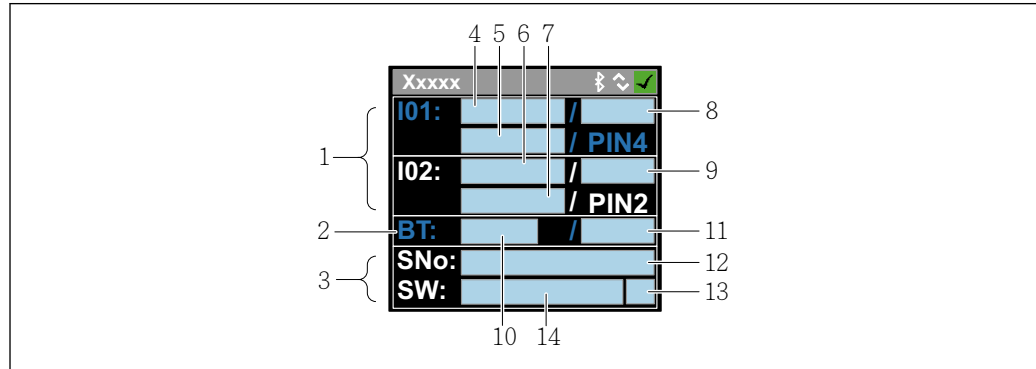 4 5 6 7
Xxxxx
I01: / 8
1 / PIN4
I02: / 9
/ PIN2
2 BT: / 11
3 SNo: 12
SW: 13
10 14